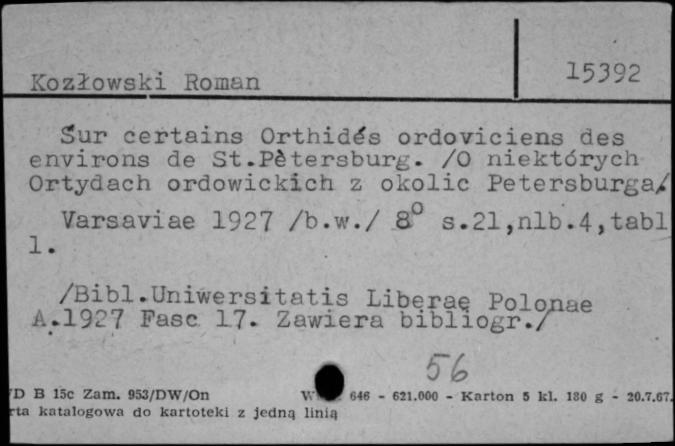 Kozłowski Roman
15392
Sur certains Orthidés ordoviciens des
environs de St.Pètersburg. /O niektórych
Ortydach ordowickich z okolic Petersburga/
Varsaviae 1927 /b.w./ 8° s.21,nlb.4,tabl
1.
/Bibl.Uniwersitatis Liberae Polonae
A.1927 Fasc 17. Zawiera bibliogr./
56
/D B 15c Zam. 953/DW/On W 646 - 621.000 - Karton 5 kl. 180 g - 20.7.67.
rta katalogowa do kartoteki z jedną linią